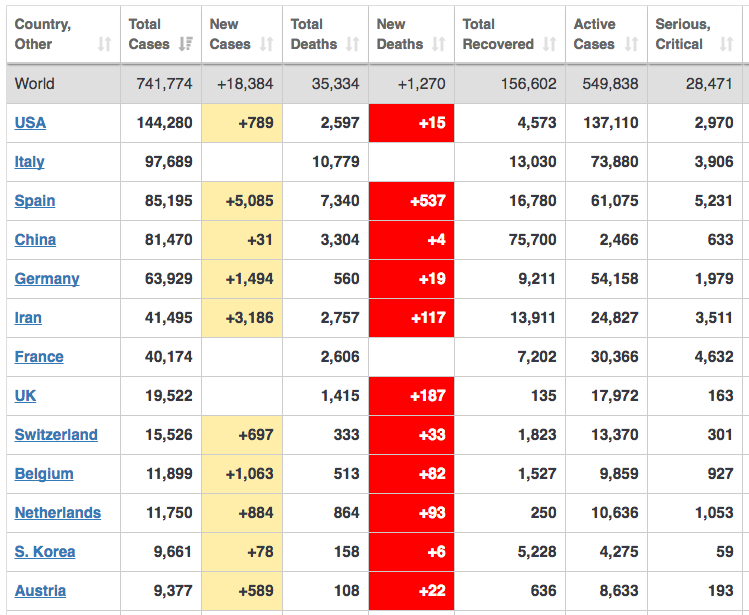 Country, Total New Total New Total Active Serious,
Other Cases Cases Deaths Deaths Recovered Cases Critical
World 741,774 +18,384 35,334 +1,270 156,602 549,838 28,471
USA 144,280 +789 2,597 +15 4,573 137,110 2,970
Italy 97,689 10,779 13,030 73,880 3,906
Spain 85,195 +5,085 7,340 +537 16,780 61,075 5,231
China 81,470 +31 3,304 +4 75,700 2,466 633
Germany 63,929 +1,494 560 +19 9,211 54,158 1,979
Iran 41,495 +3,186 2,757 +117 13,911 24,827 3,511
France 40,174 2,606 7,202 30,366 4,632
UK 19,522 1,415 +187 135 17,972 163
Switzerland 15,526 +697 333 +33 1,823 13,370 301
Belgium 11,899 +1,063 513 +82 1,527 9,859 927
Netherlands 11,750 +884 864 +93 250 10,636 1,053
S. Korea 9,661 +78 158 +6 5,228 4,275 59
Austria 9,377 +589 108 +22 636 8,633 193